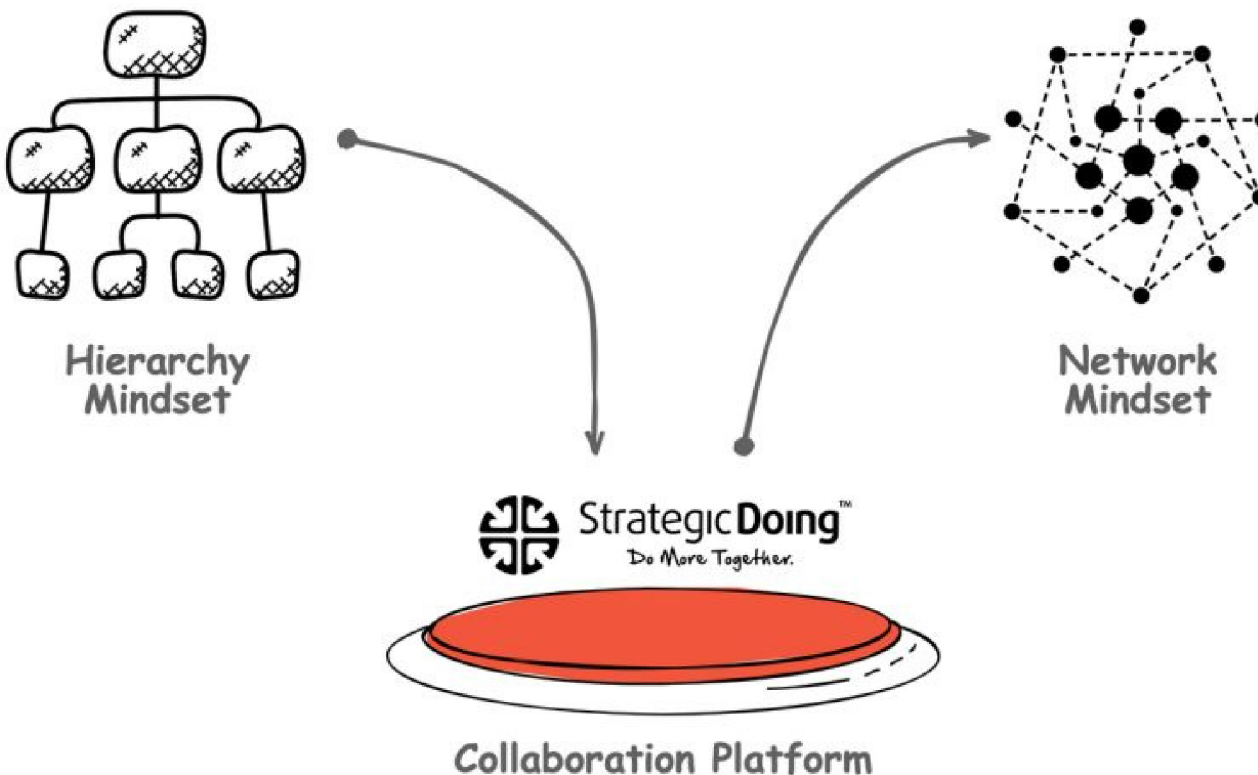 Hierarchy
Mindset
Network
Mindset
StrategicDoing™
Do More Together.
Collaboration Platform